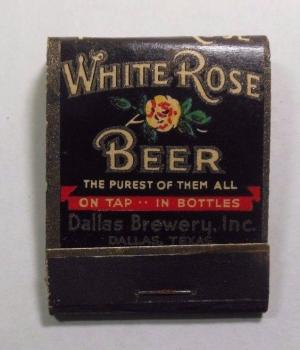 WHITE ROSE
BEER
THE PUREST OF THEM ALL
ON TAP ·· IN BOTTLES
Dallas Brewery, Inc.
DALLAS, TEXAS